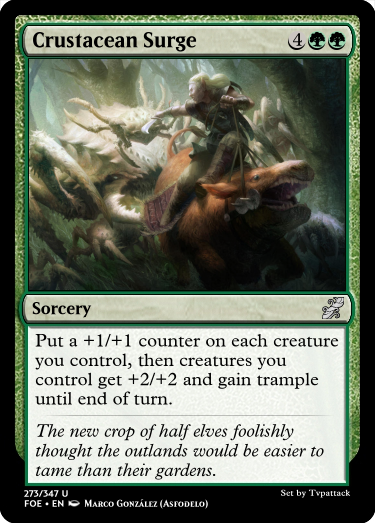 Crustacean Surge 4
Sorcery
Put a +1/+1 counter on each creature
you control, then creatures you
control get +2/+2 and gain trample
until end of turn.
The new crop of half elves foolishly
thought the outlands would be easier to
tame than their gardens.
273/347 U
FOE • EN Marco González (Asfodelo)
Set by Tvpattack